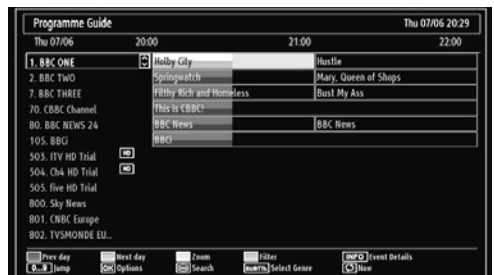 Programme Guide Thu 07/06 20:29
Thu 07/06 20:00 21:00 22:00
1. BBC ONE Holby City Hustle
2. BBC TWO Springwatch Mary, Queen of Shops
7. BBC THREE Filthy Rich and Homeless Bust My Ass
70. CBBC Channel This is CBBC!
80. BBC NEWS 24 BBC News BBC News
105. BBCi BBCi
503. ITV HD Trial HD
504. Ch4 HD Trial HD
505. five HD Trial
800. Sky News
801. CNBC Europe
802. TV5MONDE EU...
Prev day Next day Zoom Filter INFO Event Details
0...9 Jump OK Options Search SUBTTL Select Genre Now